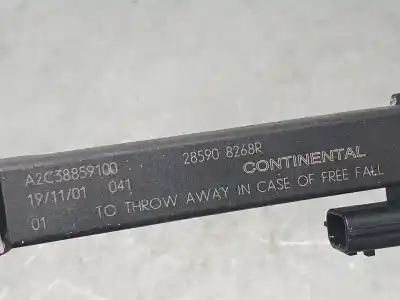 A2C38859100 28590 8268R
19/11/01 041 CONTINENTAL
01 TO THROW AWAY IN CASE OF FREE FALL